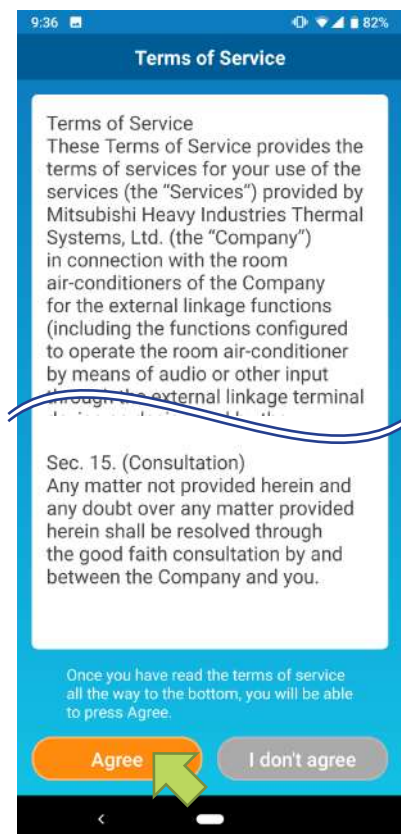 9:36 82%
Terms of Service
Terms of Service
These Terms of Service provides the
terms of services for your use of the
services (the “Services”) provided by
Mitsubishi Heavy Industries Thermal
Systems, Ltd. (the “Company”)
in connection with the room
air-conditioners of the Company
for the external linkage functions
(including the functions configured
to operate the room air-conditioner
by means of audio or other input
through the external linkage terminal
Sec. 15. (Consultation)
Any matter not provided herein and
any doubt over any matter provided
herein shall be resolved through
the good faith consultation by and
between the Company and you.
Once you have read the terms of service
all the way to the bottom, you will be able
to press Agree.
Agree I don't agree